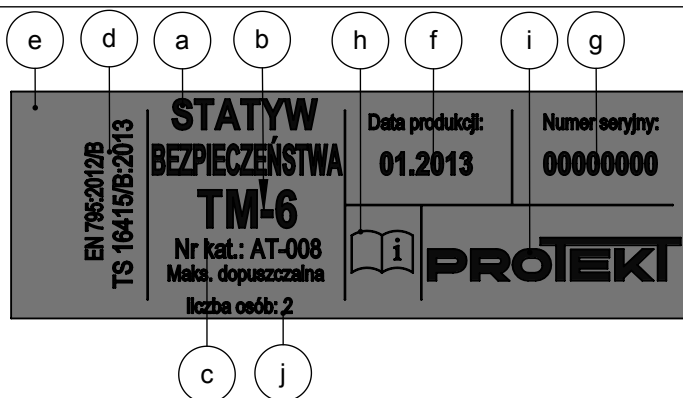 e
d
a
b
h
f
i
g
EN 795:2012/B
TS 16415/B:2013
STATYW
BEZPIECZEŃSTWA
TM-6
Nr kat.: AT-008
Maks. dopuszczalna
liczba osób: 2
Data produkcji:
01.2013
Numer seryjny:
00000000
i
PROTEKT
c
j